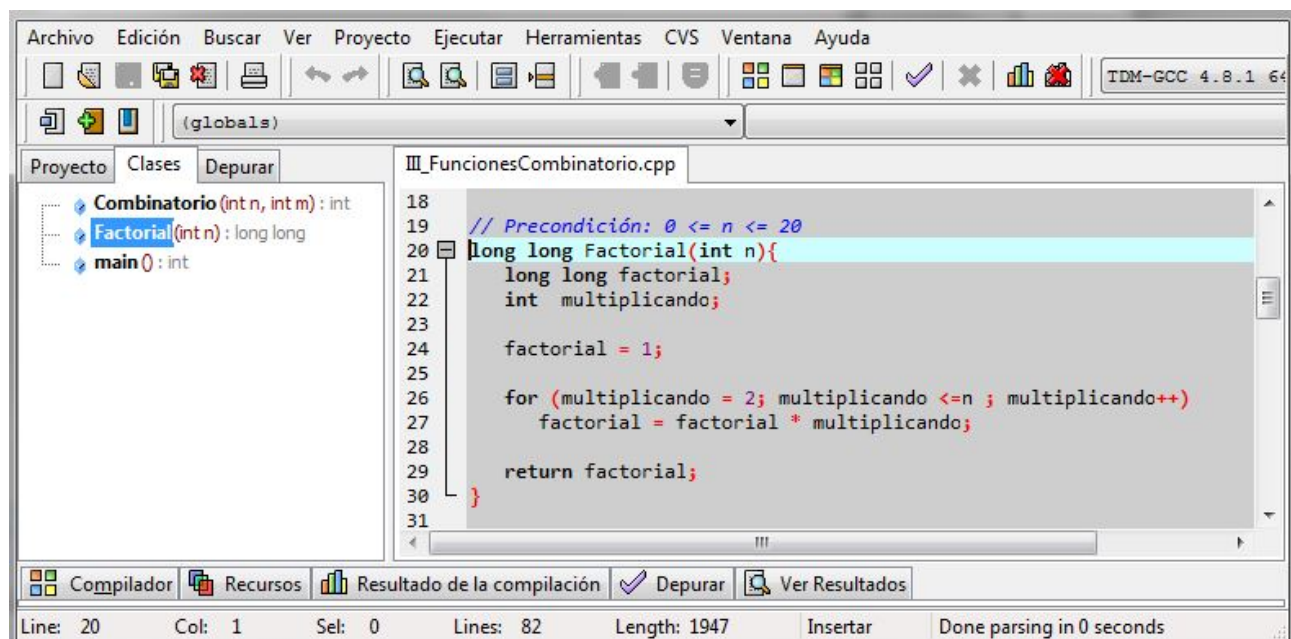 Archivo Edición Buscar Ver Proyecto Ejecutar Herramientas CVS Ventana Ayuda
TDM-GCC 4.8.1 64
(globals)
Proyecto Clases Depurar
III_FuncionesCombinatorio.cpp
Combinatorio (int n, int m) : int
Factorial (int n) : long long
main () : int
18
19 // Precondición: 0 <= n <= 20
20 long long Factorial(int n){
21 long long factorial;
22 int multiplicando;
23
24 factorial = 1;
25
26 for (multiplicando = 2; multiplicando <=n ; multiplicando++)
27 factorial = factorial * multiplicando;
28
29 return factorial;
30 }
31
Compilador Recursos Resultado de la compilación Depurar Ver Resultados
Line: 20 Col: 1 Sel: 0 Lines: 82 Length: 1947 Insertar Done parsing in 0 seconds